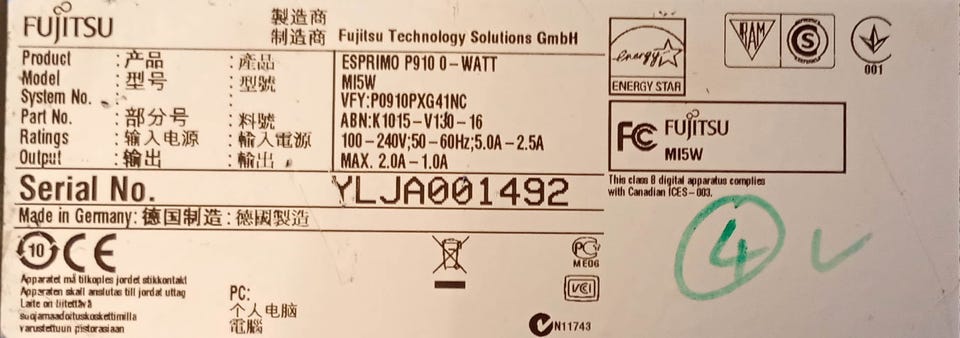 FUJITSU
製造商
制造商 Fujitsu Technology Solutions GmbH
Product : 产品 : 產品 ESPRIMO P910 0-WATT
Model : 型号 : 型號 MI5W
System No. : : VFY:P0910PXG41NC
Part No. : 部分号 : 料號 ABN:K1015-V130-16
Ratings : 输入电源 : 輸入電源 100-240V;50-60Hz;5.0A-2.5A
Output : 输出 : 輸出 MAX. 2.0A-1.0A
Serial No. YLJA001492
Made in Germany: 德国制造 : 德國製造
10 CE
Apparatet må tilkoples jordet stikkontakt
Apparaten skall anslutas till jordat uttag
Laite on liitettävä
suojamaadoituskoskettimilla
varustettuun pistorasiaan
PC:
个人电脑
電腦
energy
ENERGY STAR
BAM
S
001
FC FUJITSU
MI5W
This class B digital apparatus complies
with Canadian ICES-003.
PC
ME06
VCI
N11743
4